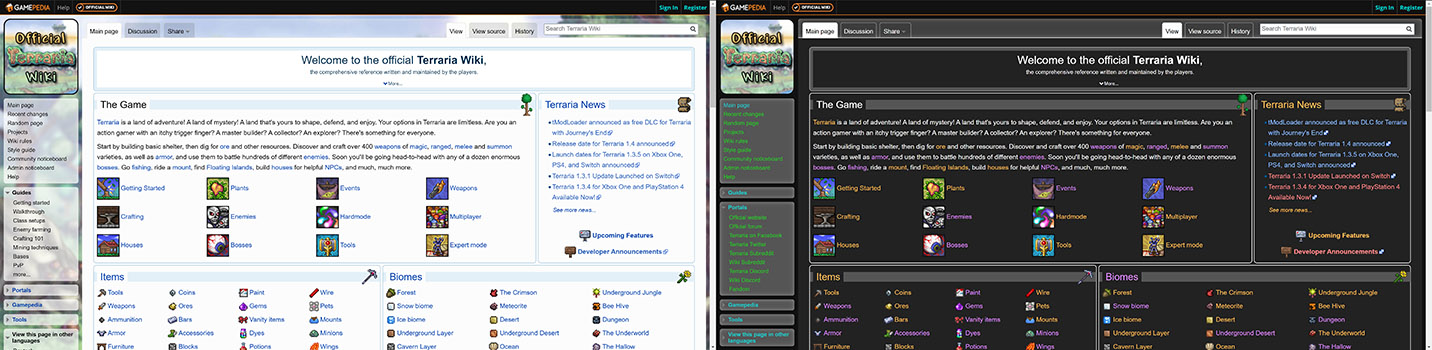 GAMEPEDIA Help OFFICIAL WIKI Sign In Register
Official
Terraria
Wiki
Main page Discussion Share View View source History Search Terraria Wiki
Welcome to the official Terraria Wiki,
the comprehensive reference written and maintained by the players.
More...
Main page
Recent changes
Random page
Projects
Wiki rules
Style guide
Community noticeboard
Admin noticeboard
Help
Guides
Getting started
Walkthrough
Class setups
Enemy farming
Crafting 101
Mining techniques
Bases
PvP
more...
Portals
Gamepedia
Tools
View this page in other
languages
The Game
Terraria is a land of adventure! A land of mystery! A land that's yours to shape, defend, and enjoy. Your options in Terraria are limitless. Are you an
action gamer with an itchy trigger finger? A master builder? A collector? An explorer? There's something for everyone.
Start by building basic shelter, then dig for ore and other resources. Discover and craft over 400 weapons of magic, ranged, melee and summon
varieties, as well as armor, and use them to battle hundreds of different enemies. Soon you'll be going head-to-head with any of a dozen enormous
bosses. Go fishing, ride a mount, find Floating Islands, build houses for helpful NPCs, and much, much more.
Getting Started Plants Events Weapons
Crafting Enemies Hardmode Multiplayer
Houses Bosses Tools Expert mode
Terraria News
• tModLoader announced as free DLC for Terraria
with Journey's End
• Release date for Terraria 1.4 announced
• Launch dates for Terraria 1.3.5 on Xbox One,
PS4, and Switch announced
• Terraria 1.3.1 Update Launched on Switch
• Terraria 1.3.4 for Xbox One and PlayStation 4
Available Now!
See more news...
Upcoming Features
Developer Announcements
Items
Tools Coins Paint Wire
Weapons Ores Gems Pets
Ammunition Bars Vanity items Mounts
Armor Accessories Dyes Minions
Furniture Blocks Potions Wings
Biomes
Forest The Crimson Underground Jungle
Snow biome Meteorite Bee Hive
Ice biome Desert Dungeon
Underground Layer Underground Desert The Underworld
Cavern Layer Ocean The Hallow
GAMEPEDIA Help OFFICIAL WIKI Sign In Register
Official
Terraria
Wiki
Main page Discussion Share View View source History Search Terraria Wiki
Welcome to the official Terraria Wiki,
the comprehensive reference written and maintained by the players.
More...
Main page
Recent changes
Random page
Projects
Wiki rules
Style guide
Community noticeboard
Admin noticeboard
Help
Guides
Portals
Official website
Official forum
Terraria on Facebook
Terraria Twitter
Terraria Subreddit
Wiki Subreddit
Terraria Discord
Wiki Discord
Fandom
Gamepedia
Tools
View this page in other
languages
The Game
Terraria is a land of adventure! A land of mystery! A land that's yours to shape, defend, and enjoy. Your options in Terraria are limitless. Are you an
action gamer with an itchy trigger finger? A master builder? A collector? An explorer? There's something for everyone.
Start by building basic shelter, then dig for ore and other resources. Discover and craft over 400 weapons of magic, ranged, melee and summon
varieties, as well as armor, and use them to battle hundreds of different enemies. Soon you'll be going head-to-head with any of a dozen enormous
bosses. Go fishing, ride a mount, find Floating Islands, build houses for helpful NPCs, and much, much more.
Getting Started Plants Events Weapons
Crafting Enemies Hardmode Multiplayer
Houses Bosses Tools Expert mode
Terraria News
• tModLoader announced as free DLC for Terraria
with Journey's End
• Release date for Terraria 1.4 announced
• Launch dates for Terraria 1.3.5 on Xbox One,
PS4, and Switch announced
• Terraria 1.3.1 Update Launched on Switch
• Terraria 1.3.4 for Xbox One and PlayStation 4
Available Now!
See more news...
Upcoming Features
Developer Announcements
Items
Tools Coins Paint Wire
Weapons Ores Gems Pets
Ammunition Bars Vanity items Mounts
Armor Accessories Dyes Minions
Furniture Blocks Potions Wings
Biomes
Forest The Crimson Underground Jungle
Snow biome Meteorite Bee Hive
Ice biome Desert Dungeon
Underground Layer Underground Desert The Underworld
Cavern Layer Ocean The Hallow